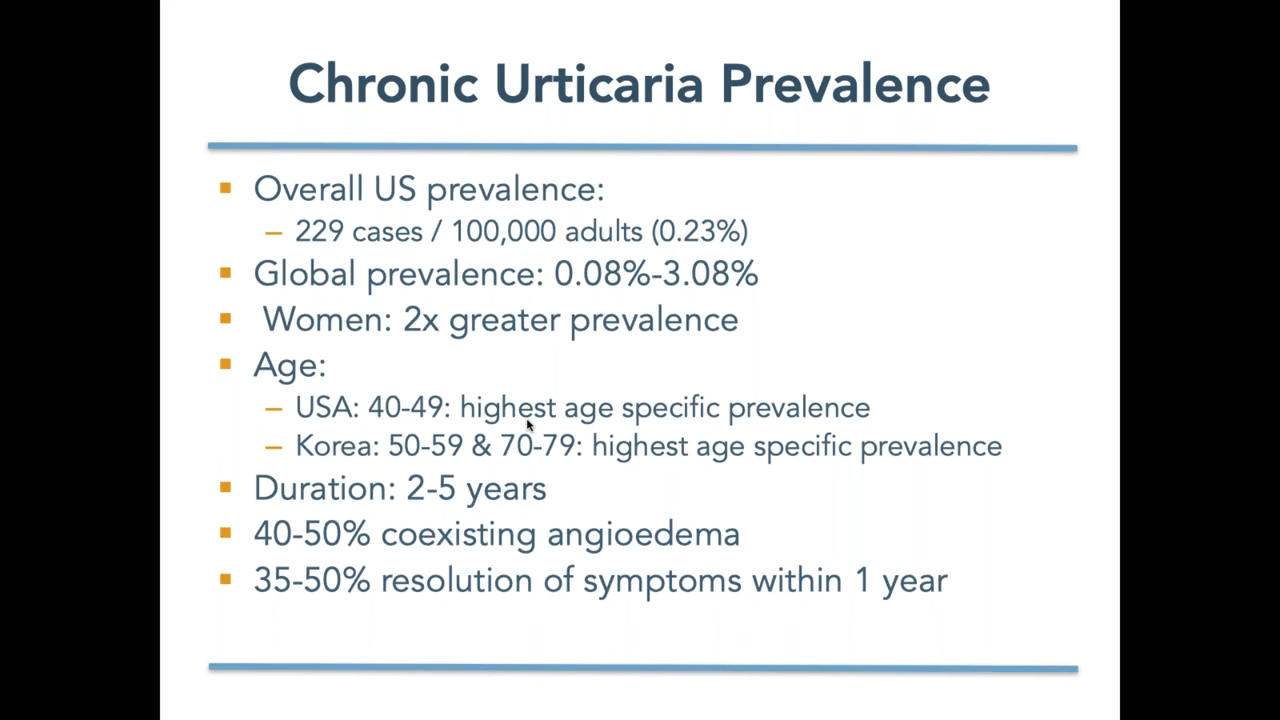 Chronic Urticaria Prevalence
Overall US prevalence:
– 229 cases / 100,000 adults (0.23%)
Global prevalence: 0.08%-3.08%
Women: 2x greater prevalence
Age:
– USA: 40-49: highest age specific prevalence
– Korea: 50-59 & 70-79: highest age specific prevalence
Duration: 2-5 years
40-50% coexisting angioedema
35-50% resolution of symptoms within 1 year